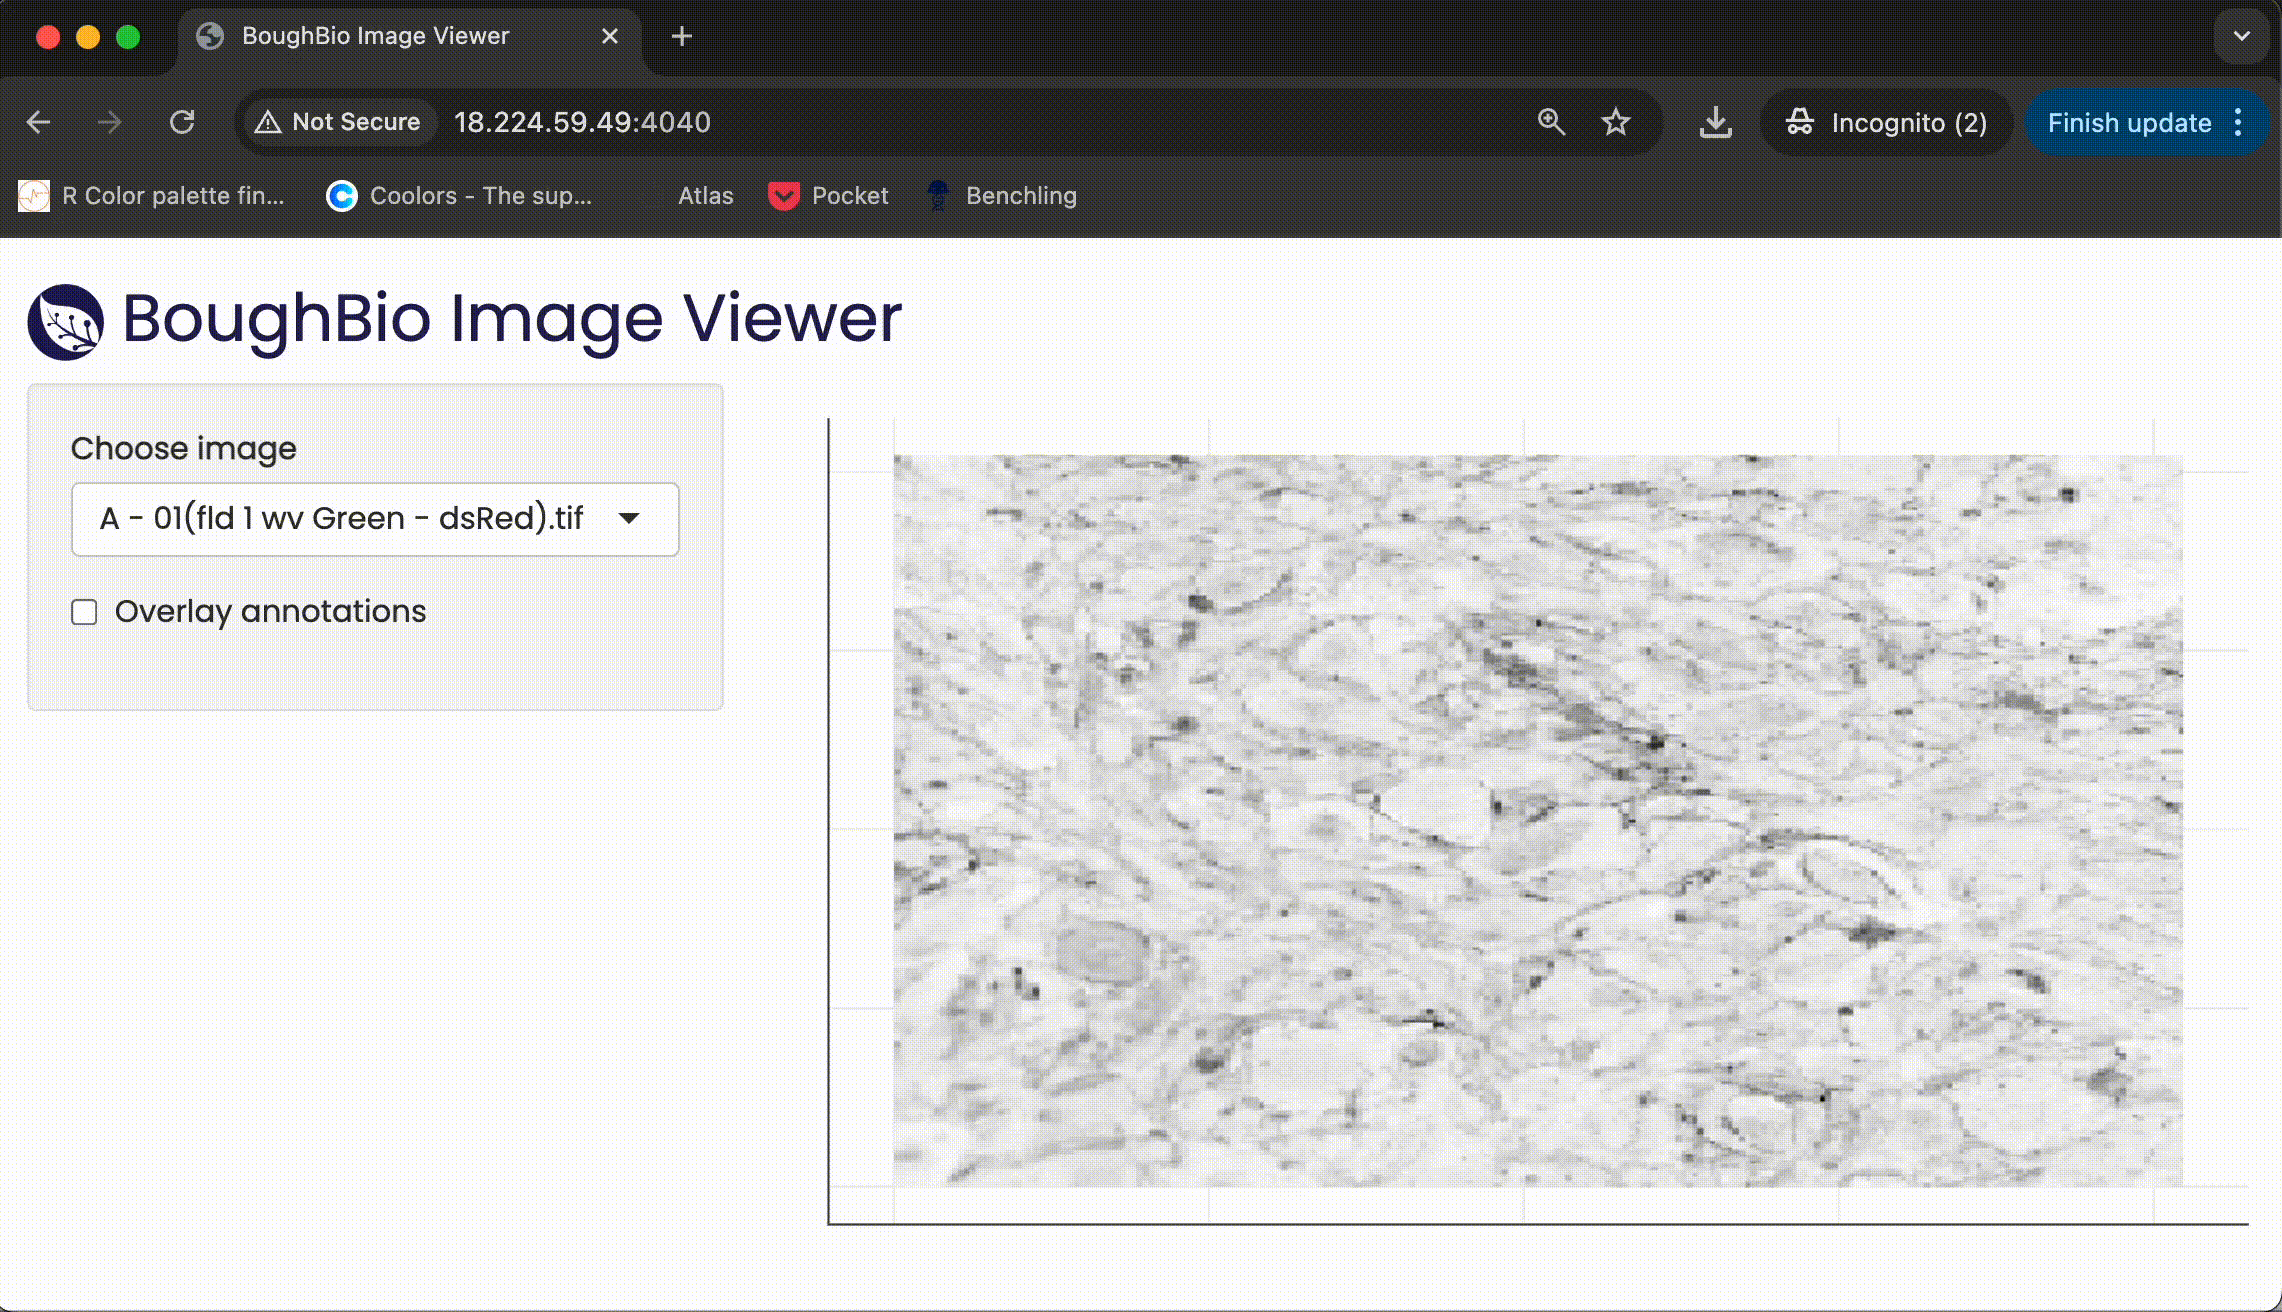 BoughBio Image Viewer
Not Secure 18.224.59.49:4040 Incognito (2) Finish update
R Color palette fin... Coolors - The sup... Atlas Pocket Benchling
BoughBio Image Viewer
Choose image
A - 01(fld 1 wv Green - dsRed).tif
Overlay annotations